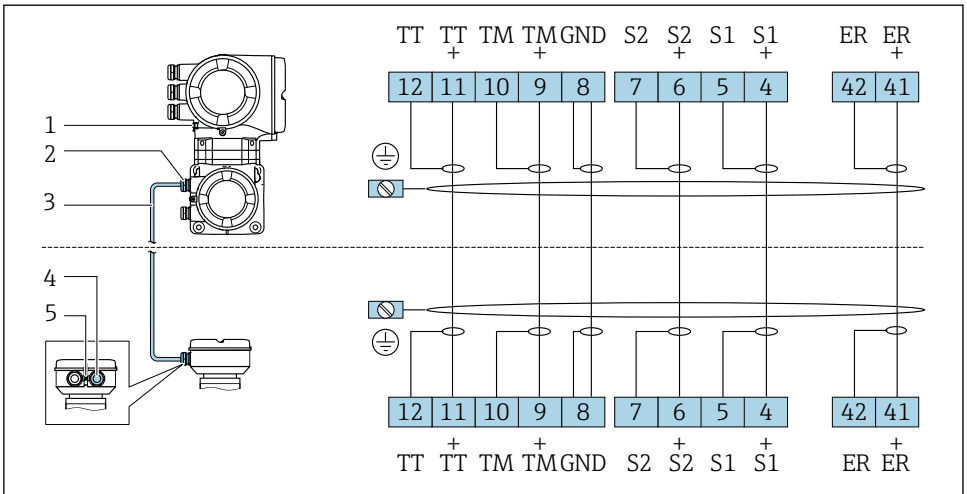 TT TT TM TM GND S2 S2 S1 S1 ER ER
+ + + + +
12 11 10 9 8 7 6 5 4 42 41
1
2
3
4
5
12 11 10 9 8 7 6 5 4 42 41
+ + + + +
TT TT TM TM GND S2 S2 S1 S1 ER ER